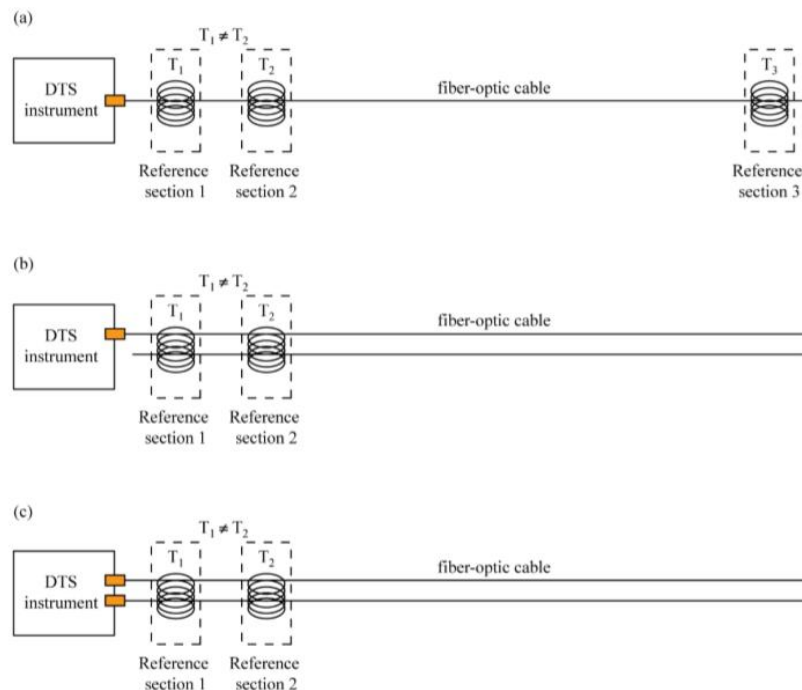 (a)
T₁ ≠ T₂
DTS
instrument
T₁
T₂
fiber-optic cable
T₃
Reference
section 1
Reference
section 2
Reference
section 3
(b)
T₁ ≠ T₂
DTS
instrument
T₁
T₂
fiber-optic cable
Reference
section 1
Reference
section 2
(c)
T₁ ≠ T₂
DTS
instrument
T₁
T₂
fiber-optic cable
Reference
section 1
Reference
section 2